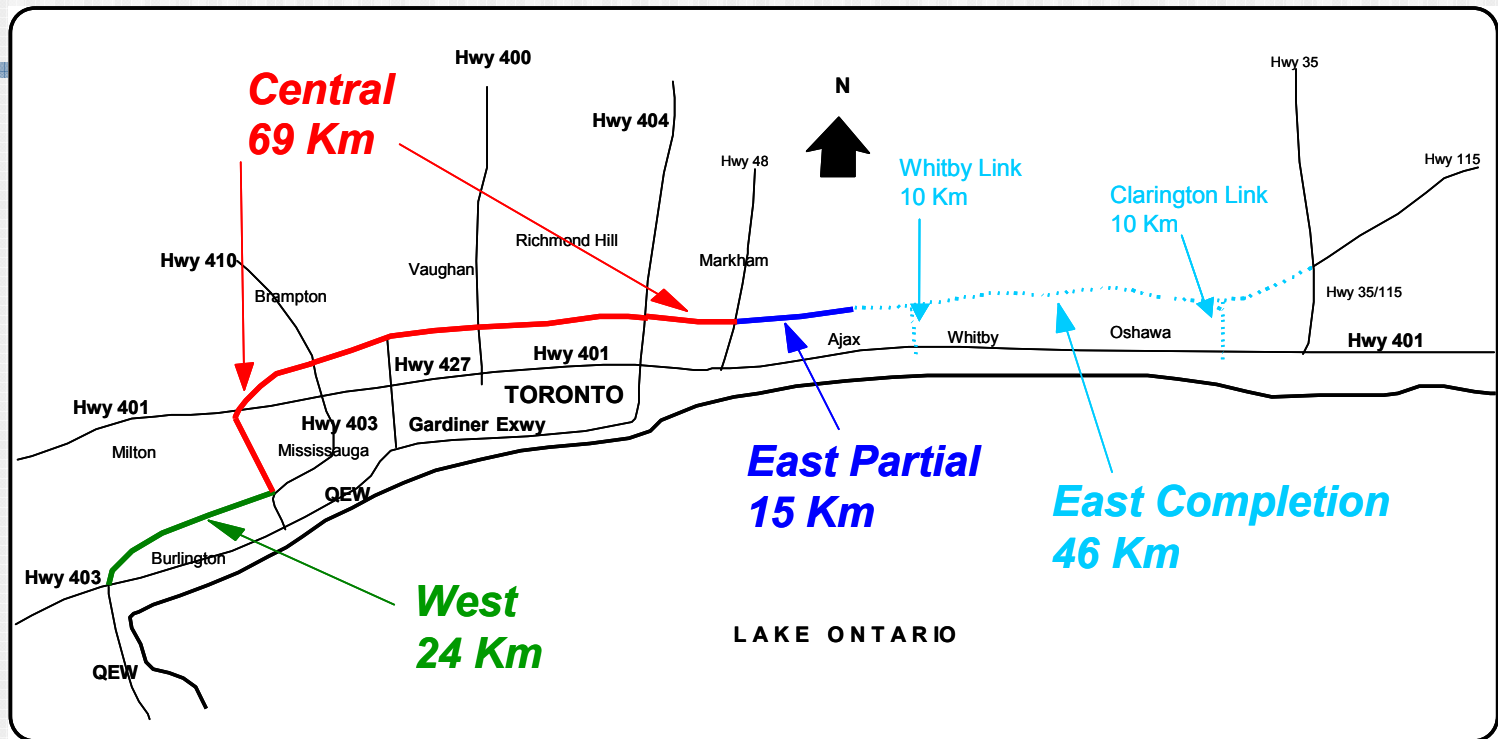 Hwy 400
Hwy 35
Central
69 Km
N
Hwy 404
Hwy 48
Hwy 115
Whitby Link
10 Km
Clarington Link
10 Km
Richmond Hill
Hwy 410
Vaughan
Markham
Brampton
Hwy 35/115
Ajax
Whitby
Oshawa
Hwy 401
Hwy 427
Hwy 401
TORONTO
Hwy 401
Hwy 403
Gardiner Exwy
Milton
Mississauga
East Partial
15 Km
QEW
East Completion
46 Km
Burlington
Hwy 403
West
24 Km
LAKE ONTARIO
QEW